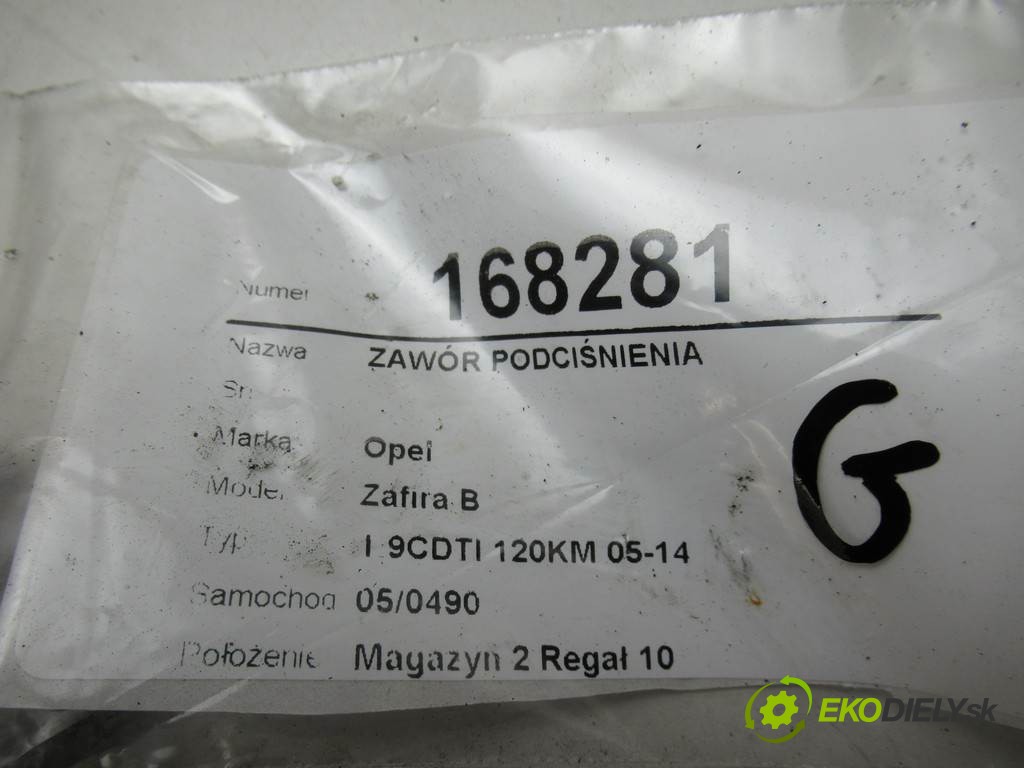 Numer 168281
Nazwa ZAWÓR PODCIŚNIENIA
Marka Opel
Model Zafira B
Typ 1.9CDTI 120KM 05-14
Samochod 05/0490
Położenie Magazyn 2 Regał 10
G
EKODIELY.sk